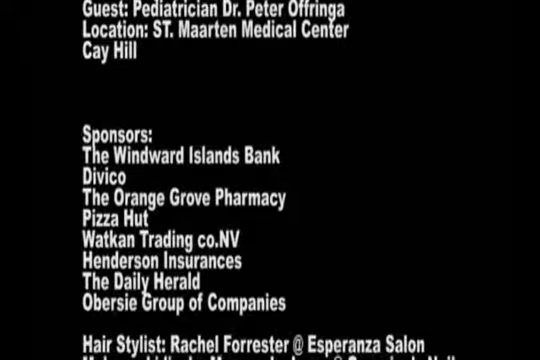 Guest: Pediatrician Dr. Peter Offringa
Location: ST. Maarten Medical Center
Cay Hill
Sponsors:
The Windward Islands Bank
Divico
The Orange Grove Pharmacy
Pizza Hut
Watkan Trading co.NV
Henderson Insurances
The Daily Herald
Obersie Group of Companies
Hair Stylist: Rachel Forrester @ Esperanza Salon